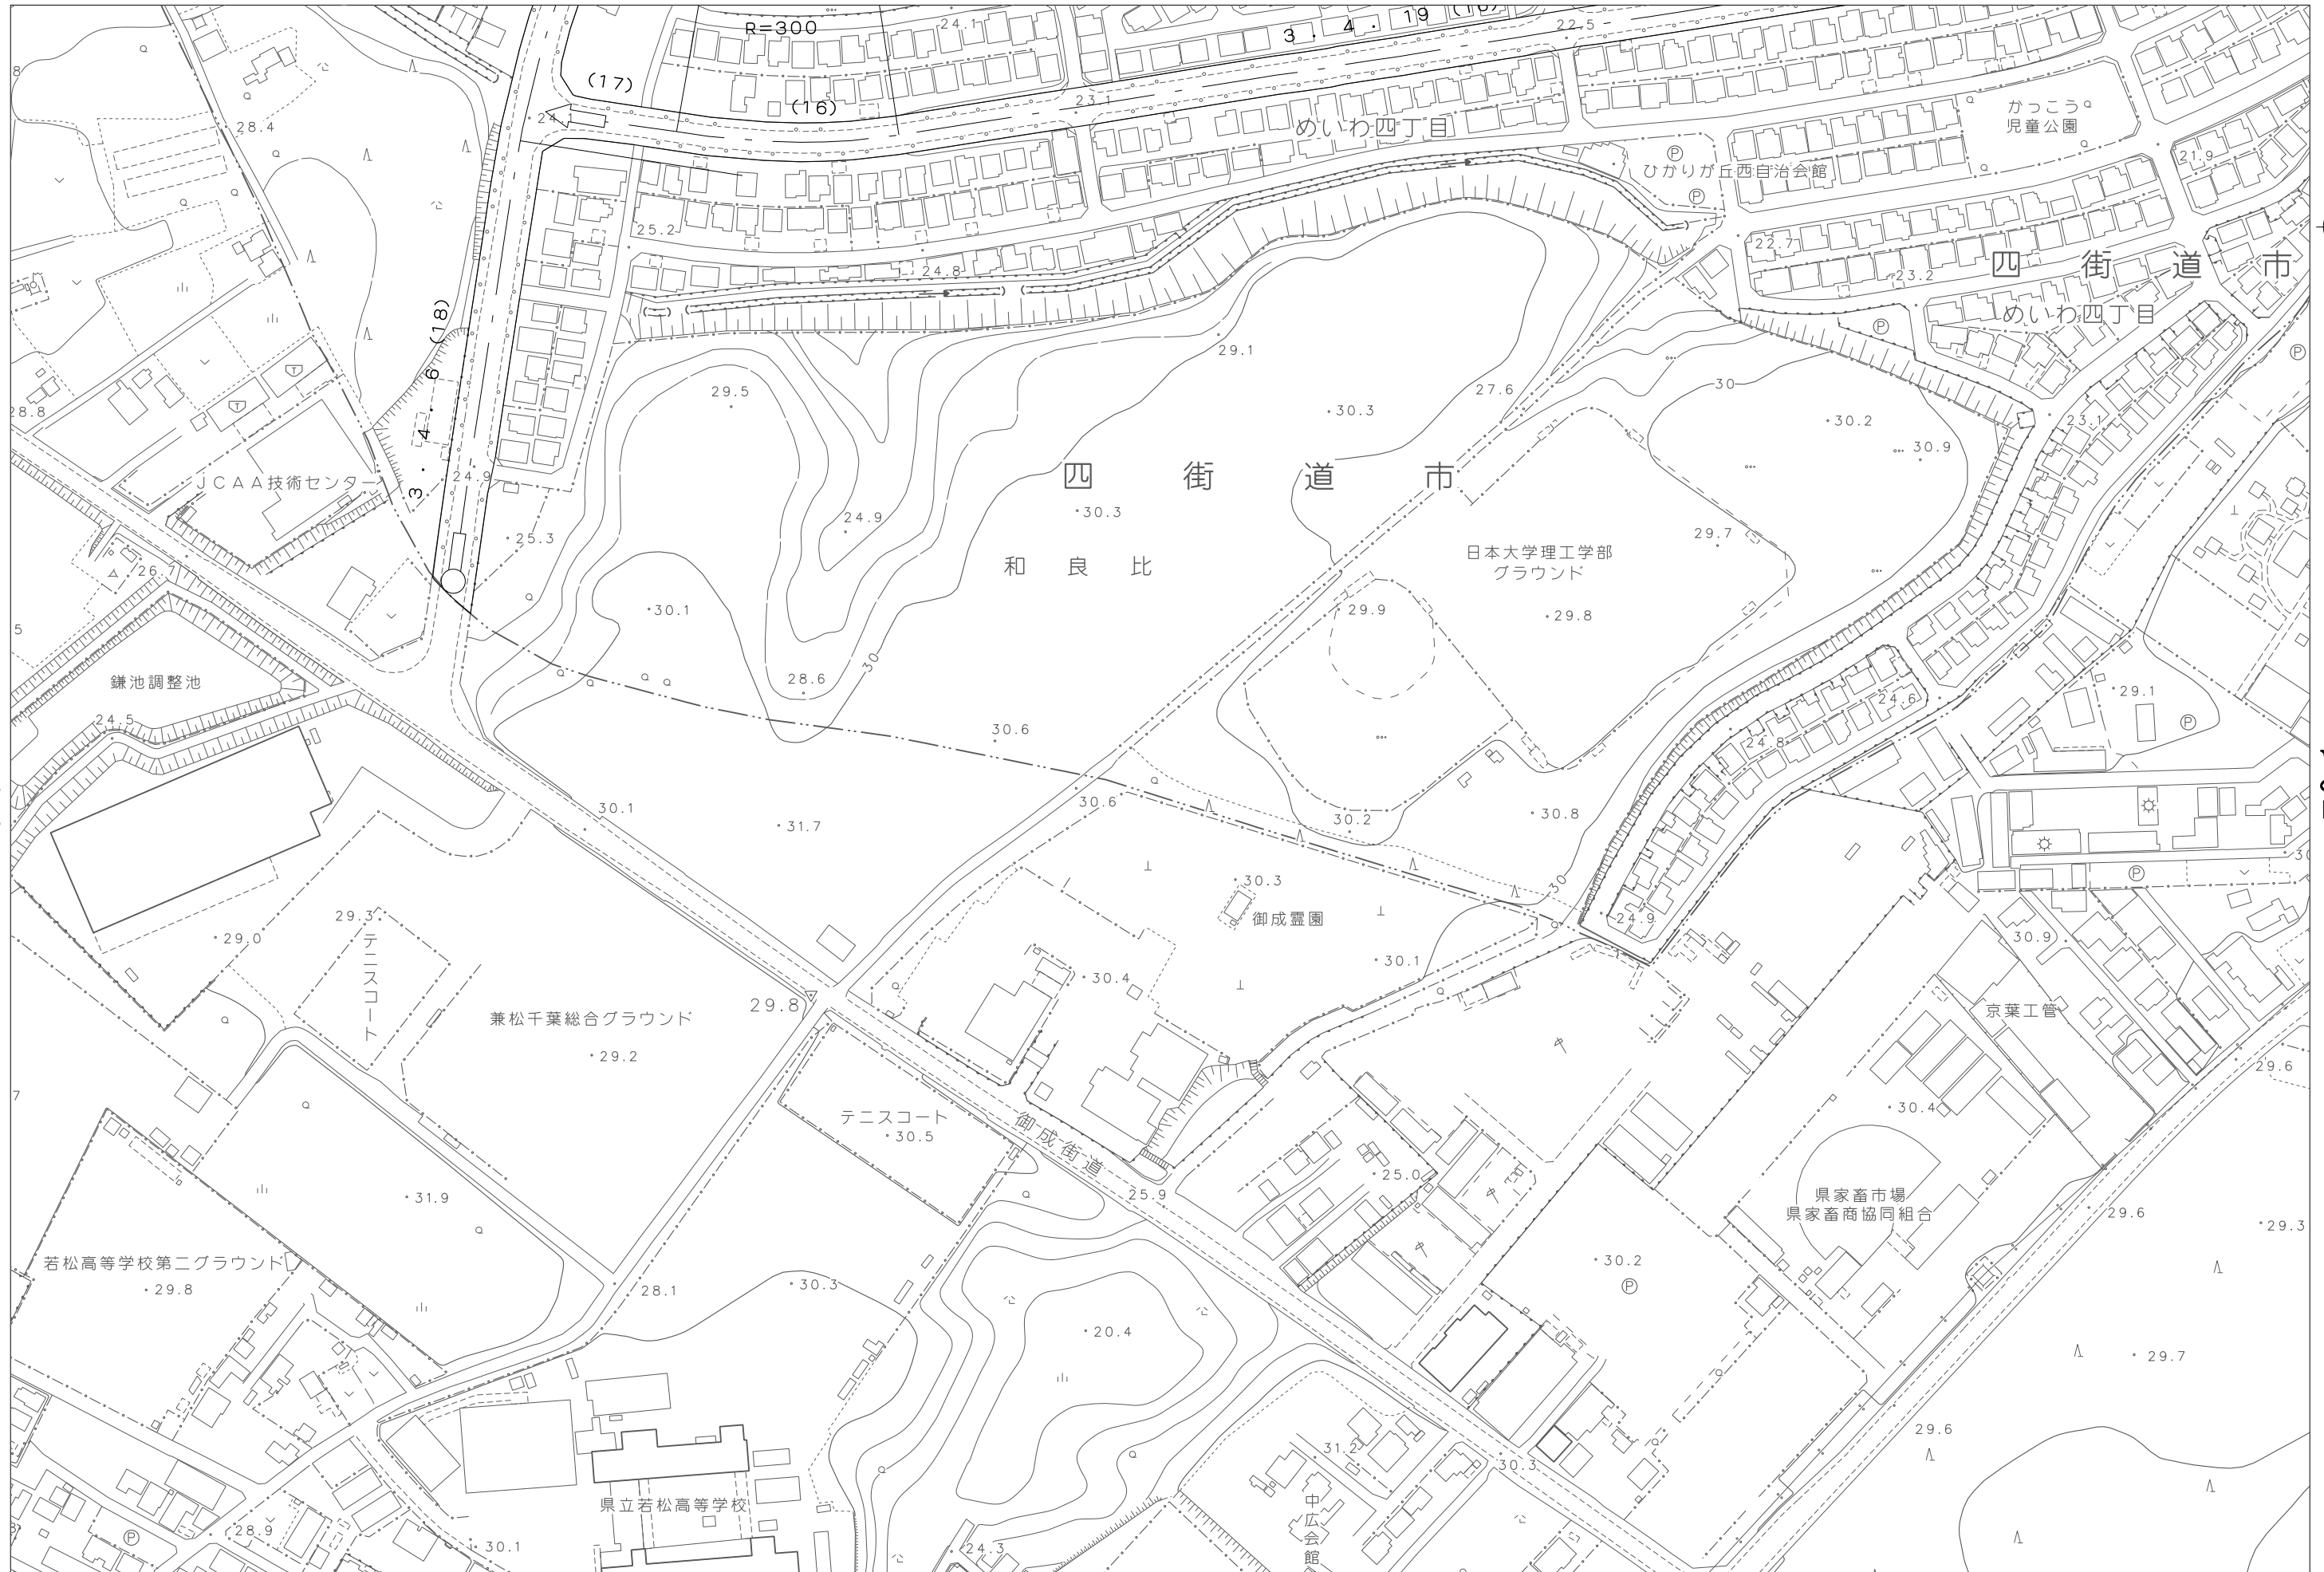 R=300
24.1
3. 4. 19 (16)
22.5
(17)
(16)
24.1
23.1
めいわ四丁目
かっこう
児童公園
28.4
ひかりが丘西自治会館
21.9
25.2
24.8
22.7
23.2
四街道市
めいわ四丁目
3. 4. 6 (18)
29.1
29.5
30.3
27.6
30
30.2
30.9
23.1
28.8
JCAA技術センター
24.9
四街道市
30.3
24.9
25.3
29.7
和良比
日本大学理工学部
グラウンド
26.7
30.1
29.9
29.8
30
鎌池調整池
28.6
24.5
30.6
24.6
24.8
29.1
30.1
31.7
30.6
30.2
30.8
30
30.3
御成霊園
24.9
29.3
29.0
テニスコート
30.4
30.1
30.9
兼松千葉総合グラウンド
29.8
29.2
京葉工管
29.6
テニスコート
30.5
御成街道
30.4
25.0
25.9
31.9
県家畜市場
県家畜商協同組合
29.6
29.3
若松高等学校第二グラウンド
29.8
28.1
30.3
30.2
P
20.4
29.7
29.6
31.2
30.3
県立若松高等学校
中広会館
28.9
30.1
24.3